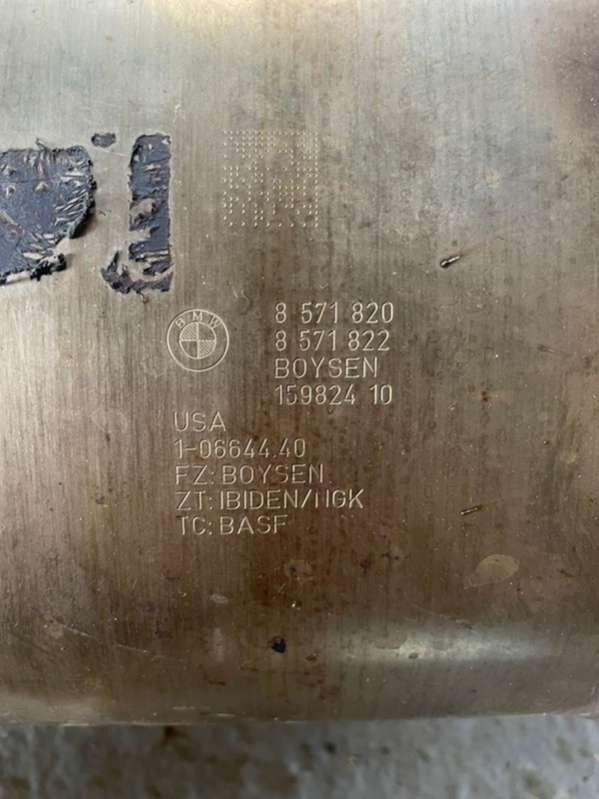 BMW
8 571 820
8 571 822
BOYSEN
159824 10
USA
1-06644.40
FZ: BOYSEN
ZT: IBIDEN/NGK
TC: BASF